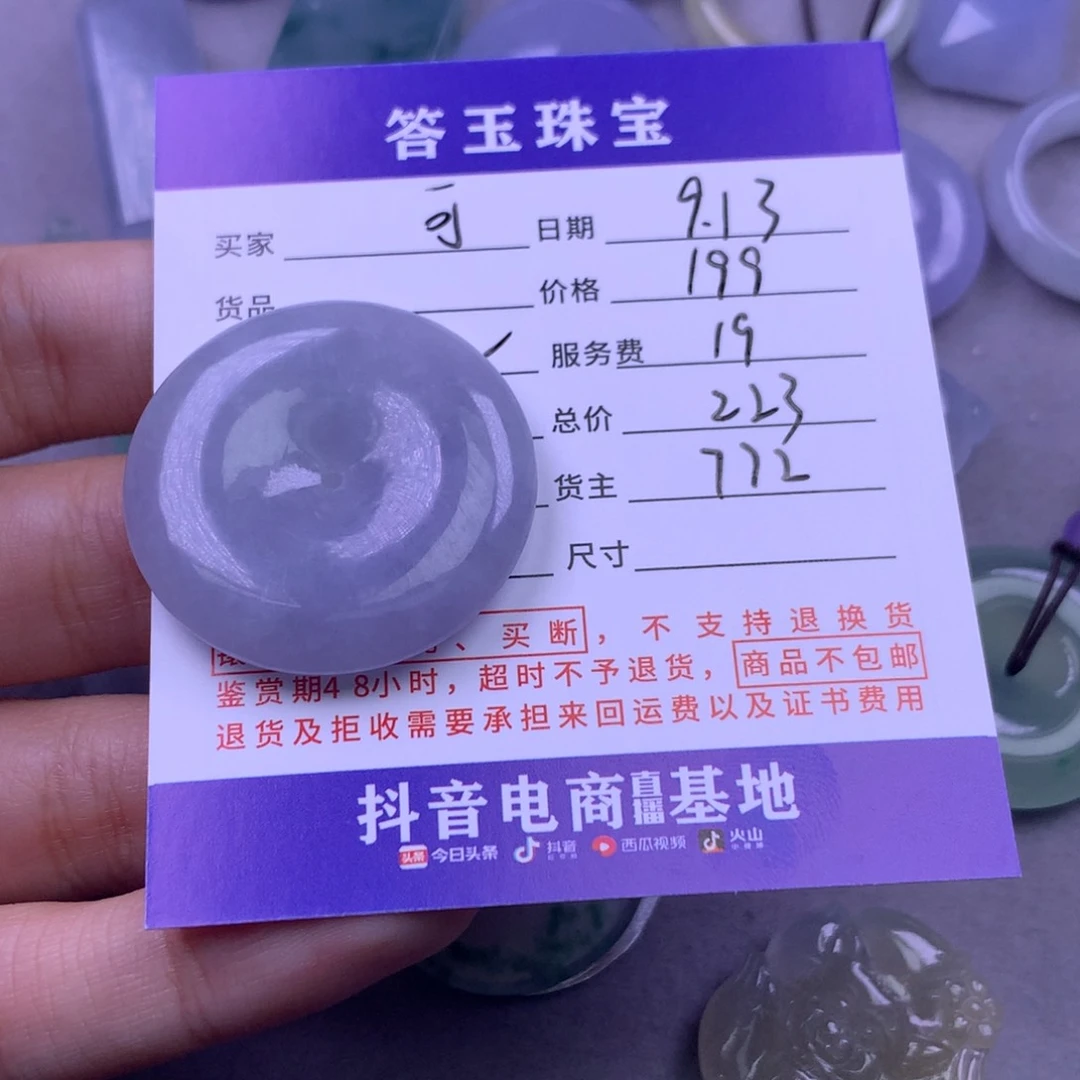 答玉珠宝
买家 可 日期 9.13
货品 价格 199
服务费 19
总价 223
货主 772
尺寸
、买断，不支持退换货
鉴赏期48小时，超时不予退货，商品不包邮
退货及拒收需要承担来回运费以及证书费用
抖音电商直播基地
头条 今日头条 抖音 西瓜视频 火山